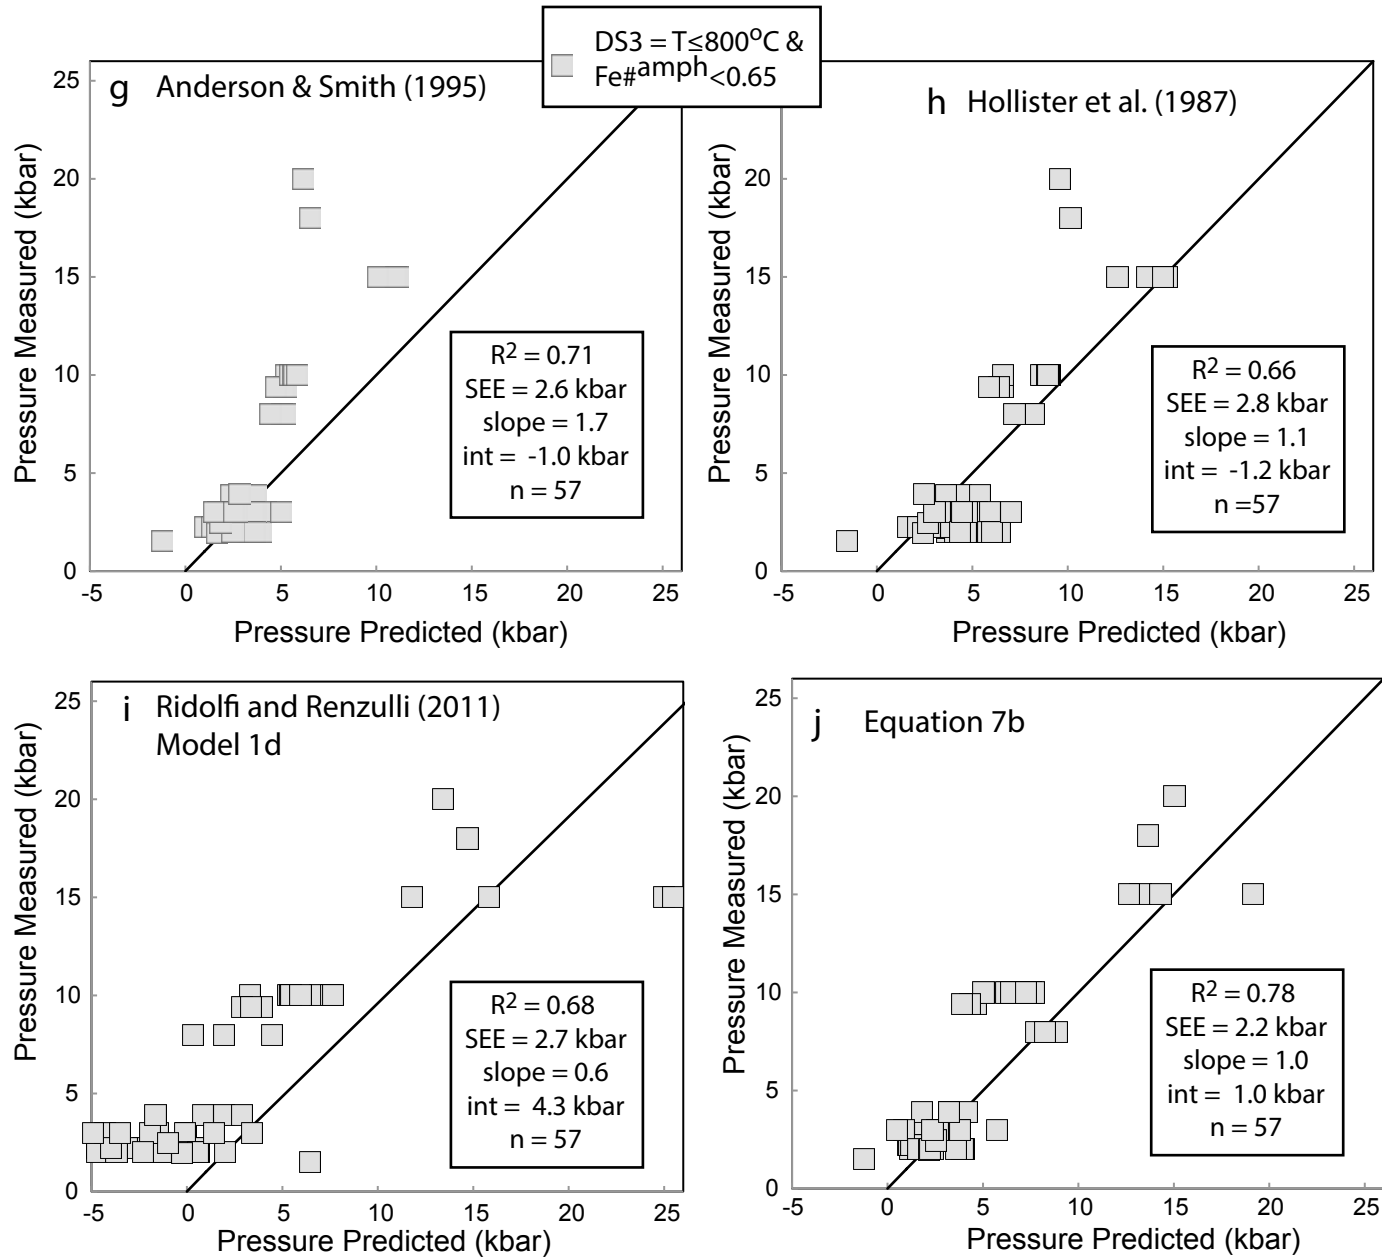 DS3 = T≤800°C &
Fe#amph<0.65
g Anderson & Smith (1995)
25
20
15
10
5
0
-5 0 5 10 15 20 25
Pressure Measured (kbar)
Pressure Predicted (kbar)
R2 = 0.71
SEE = 2.6 kbar
slope = 1.7
int = -1.0 kbar
n = 57
h Hollister et al. (1987)
20
15
10
5
0
-5 0 5 10 15 20 25
Pressure Measured (kbar)
Pressure Predicted (kbar)
R2 = 0.66
SEE = 2.8 kbar
slope = 1.1
int = -1.2 kbar
n =57
i Ridolfi and Renzulli (2011)
Model 1d
25
20
15
10
5
0
-5 0 5 10 15 20 25
Pressure Measured (kbar)
Pressure Predicted (kbar)
R2 = 0.68
SEE = 2.7 kbar
slope = 0.6
int = 4.3 kbar
n = 57
j Equation 7b
25
20
15
10
5
0
-5 0 5 10 15 20 25
Pressure Measured (kbar)
Pressure Predicted (kbar)
R2 = 0.78
SEE = 2.2 kbar
slope = 1.0
int = 1.0 kbar
n = 57